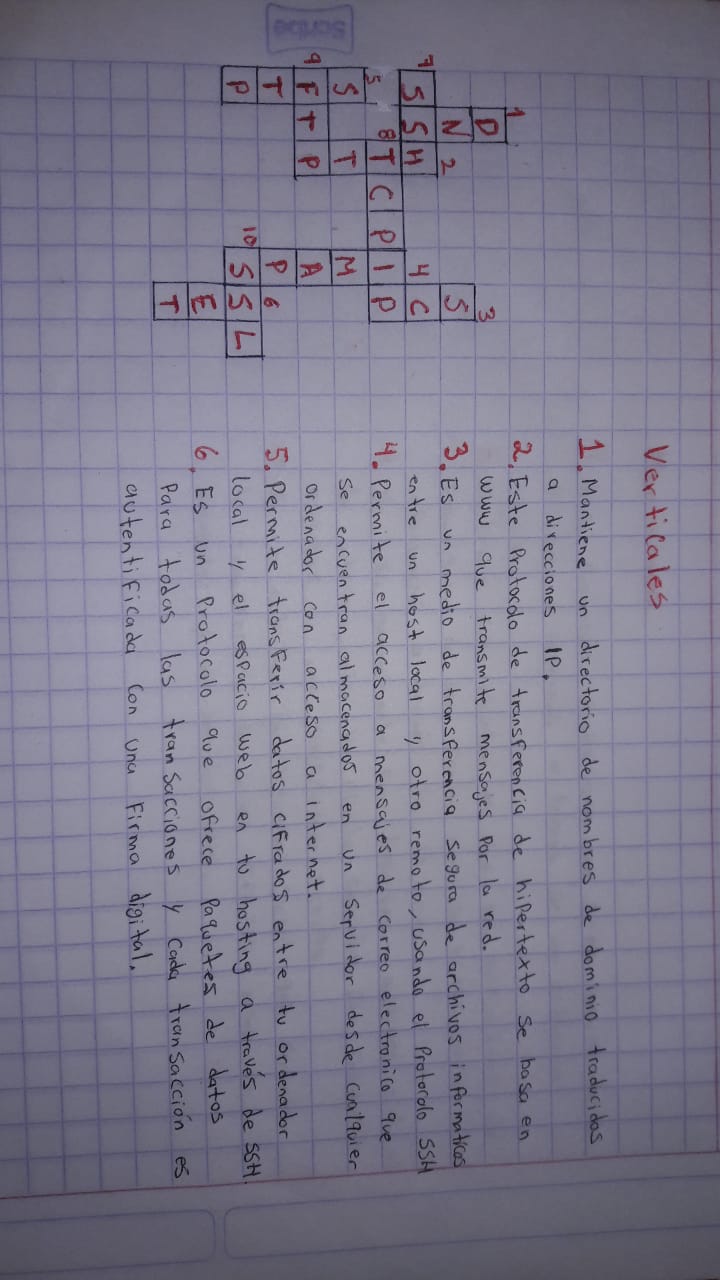 Scribe
Verticales
1. Mantiene un directorio de nombres de dominio traducidos
a direcciones IP.
2. Este Protocolo de transferencia de hipertexto se basa en
www que transmite mensajes por la red.
3. Es un medio de transferencia segura de archivos informaticos
entre un host local y otro remoto, usando el Protocolo SSH
4. Permite el acceso a mensajes de correo electronico que
se encuentran almacenados en un servidor desde cualquier
ordenador con acceso a internet.
5. Permite transferir datos cifrados entre tu ordenador
local y el espacio web en tu hosting a través de SSH.
6. Es un Protocolo que ofrece paquetes de datos
Para todas las transacciones y cada transacción es
autentificada con una firma digital.
1
D 3
N 2 S
7 S S H 4 C
5 8 T C P I P
S T M
9 F T P A
T P 6
P 10 S S L
E
T